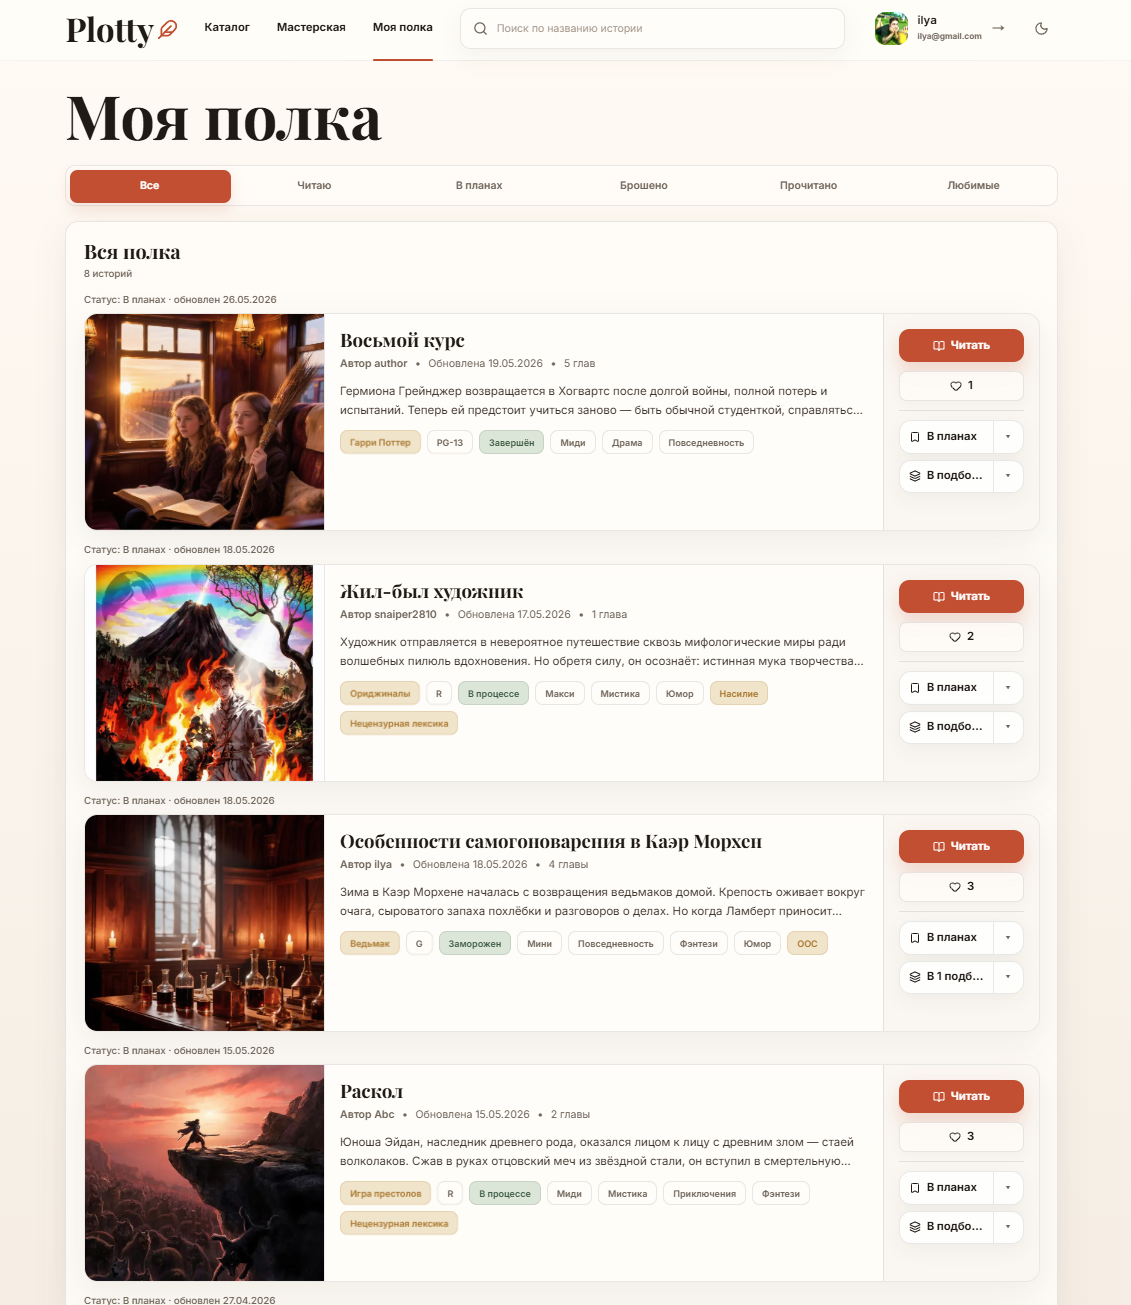 Plotty
Каталог
Мастерская
Моя полка
Поиск по названию истории
ilya
ilya@gmail.com
→
Моя полка
Все
Читаю
В планах
Брошено
Прочитано
Любимые
Вся полка
8 историй
Статус: В планах · обновлен 26.05.2026
Восьмой курс
Автор author • Обновлена 19.05.2026 • 5 глав
Гермиона Грейнджер возвращается в Хогвартс после долгой войны, полной потерь и
испытаний. Теперь ей предстоит учиться заново — быть обычной студенткой, справлятьс...
Гарри Поттер
PG-13
Завершён
Миди
Драма
Повседневность
Читать
1
В планах
В подбо...
Статус: В планах · обновлен 18.05.2026
Жил-был художник
Автор snaiper2810 • Обновлена 17.05.2026 • 1 глава
Художник отправляется в невероятное путешествие сквозь мифологические миры ради
волшебных пилюль вдохновения. Но обретя силу, он осознаёт: истинная мука творчества...
Ориджиналы
R
В процессе
Макси
Мистика
Юмор
Насилие
Нецензурная лексика
Читать
2
В планах
В подбо...
Статус: В планах · обновлен 18.05.2026
Особенности самогоноварения в Каэр Морхен
Автор ilya • Обновлена 18.05.2026 • 4 главы
Зима в Каэр Морхене началась с возвращения ведьмаков домой. Крепость оживает вокруг
очага, сыроватого запаха похлёбки и разговоров о делах. Но когда Ламберт приносит...
Ведьмак
G
Заморожен
Мини
Повседневность
Фэнтези
Юмор
ООС
Читать
3
В планах
В 1 подб...
Статус: В планах · обновлен 15.05.2026
Раскол
Автор Abc • Обновлена 15.05.2026 • 2 главы
Юноша Эйдан, наследник древнего рода, оказался лицом к лицу с древним злом — стаей
волколаков. Сжав в руках отцовский меч из звёздной стали, он вступил в смертельную...
Игра престолов
R
В процессе
Миди
Мистика
Приключения
Фэнтези
Нецензурная лексика
Читать
3
В планах
В подбо...
Статус: В планах · обновлен 27.04.2026